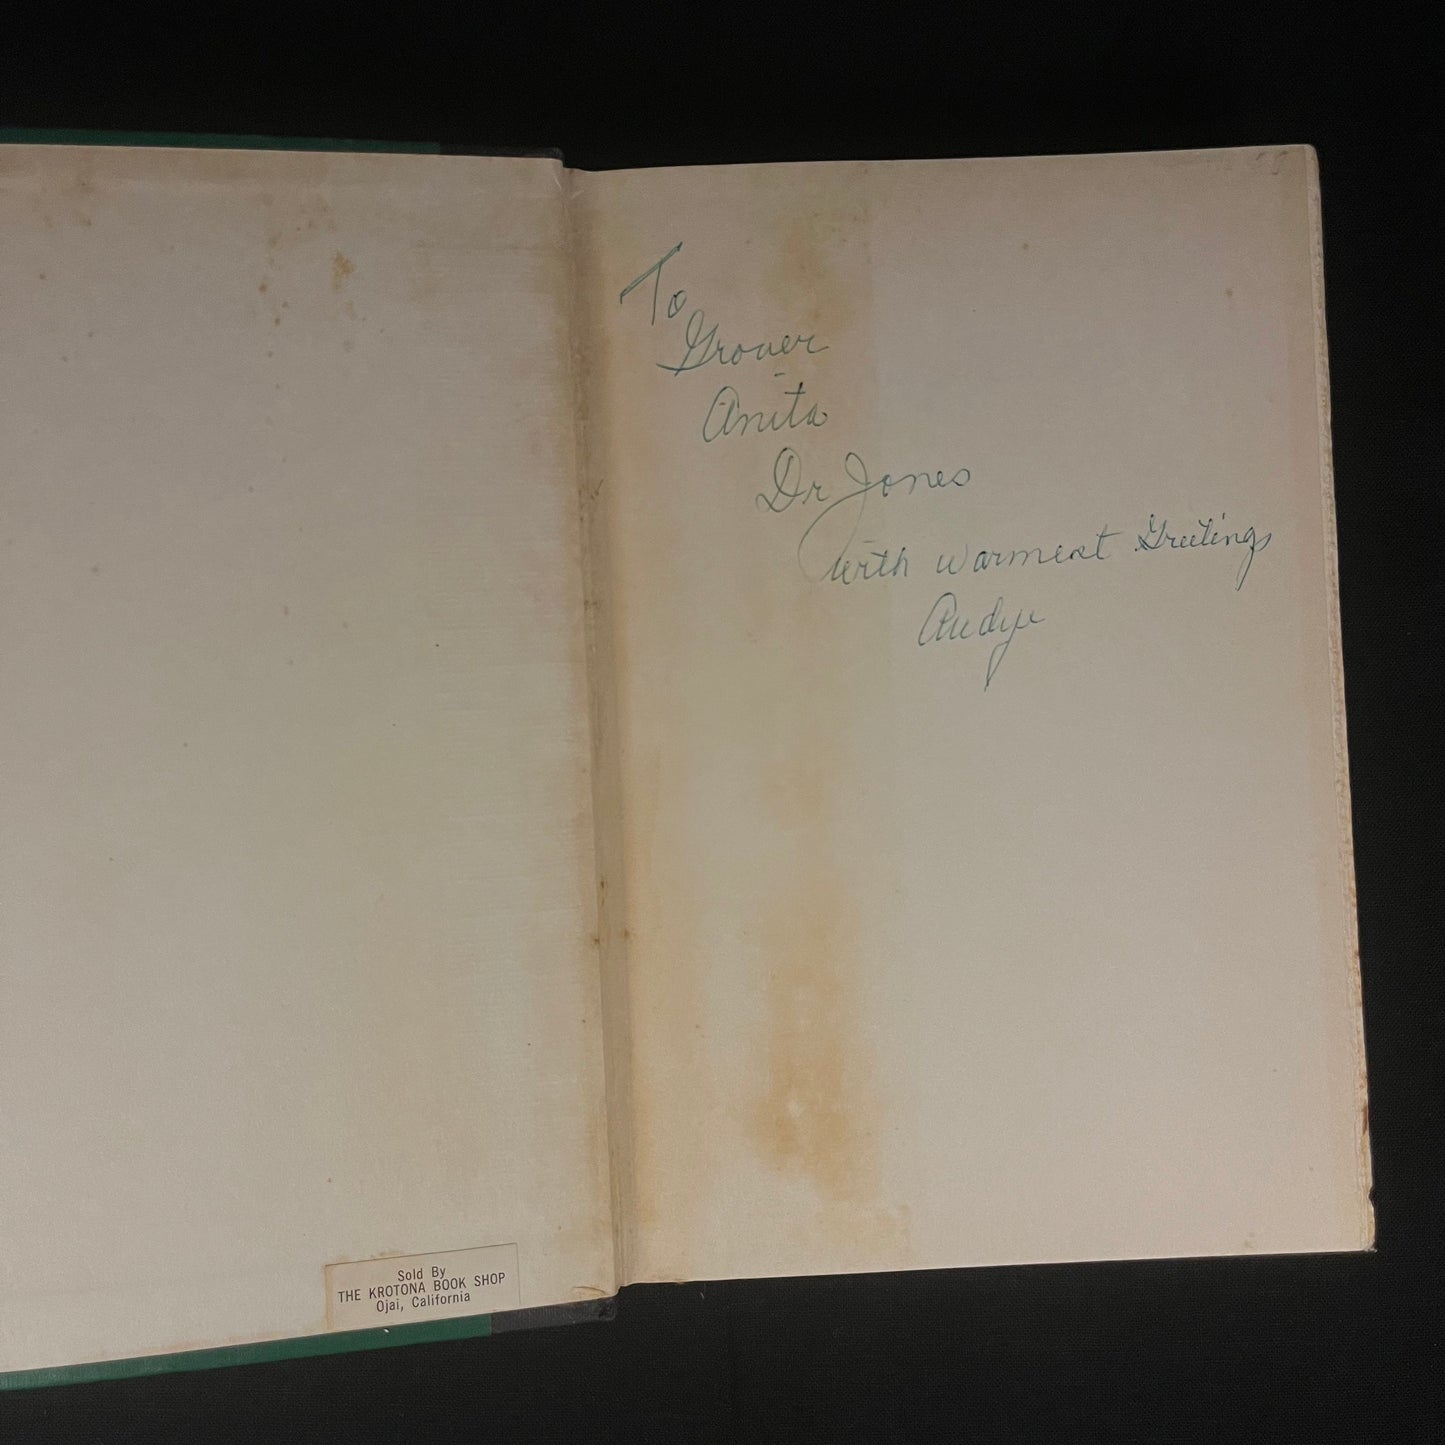 To
Grover
Anita
Dr Jones
with warmest Greetings
Sold By
THE KROTONA BOOK SHOP
Ojai, California